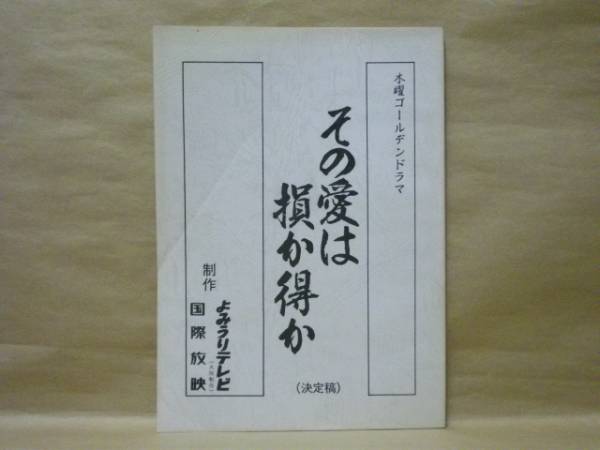 木曜ゴールデンドラマ
その愛は
損か得か
(決定稿)
制作
よみうりテレビ
国際放映